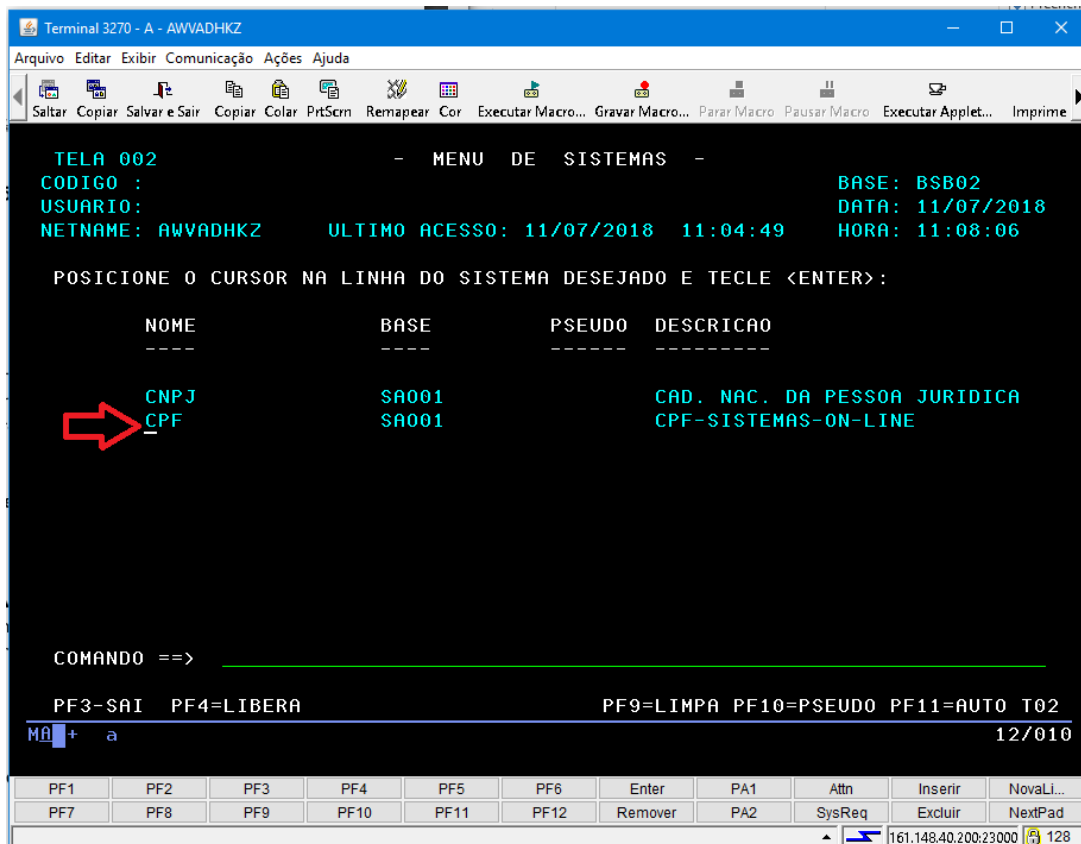 Terminal 3270 - A - AWVADHKZ
Arquivo Editar Exibir Comunicação Ações Ajuda
Saltar Copiar Salvar e Sair Copiar Colar PrtScrn Remapear Cor Executar Macro... Gravar Macro... Parar Macro Pausar Macro Executar Applet... Imprime
TELA 002 - MENU DE SISTEMAS -
CODIGO : BASE: BSB02
USUARIO: DATA: 11/07/2018
NETNAME: AWVADHKZ ULTIMO ACESSO: 11/07/2018 11:04:49 HORA: 11:08:06
POSICIONE O CURSOR NA LINHA DO SISTEMA DESEJADO E TECLE <ENTER>:
NOME BASE PSEUDO DESCRICAO
---- ---- ------ ---------
CNPJ SAO01 CAD. NAC. DA PESSOA JURIDICA
CPF SAO01 CPF-SISTEMAS-ON-LINE
COMANDO ==>
PF3-SAI PF4=LIBERA PF9=LIMPA PF10=PSEUDO PF11=AUTO T02
MA + a 12/010
PF1 PF2 PF3 PF4 PF5 PF6 Enter PA1 Attn Inserir NovaLi...
PF7 PF8 PF9 PF10 PF11 PF12 Remover PA2 SysReq Excluir NextPad
161.148.40.200:23000 128